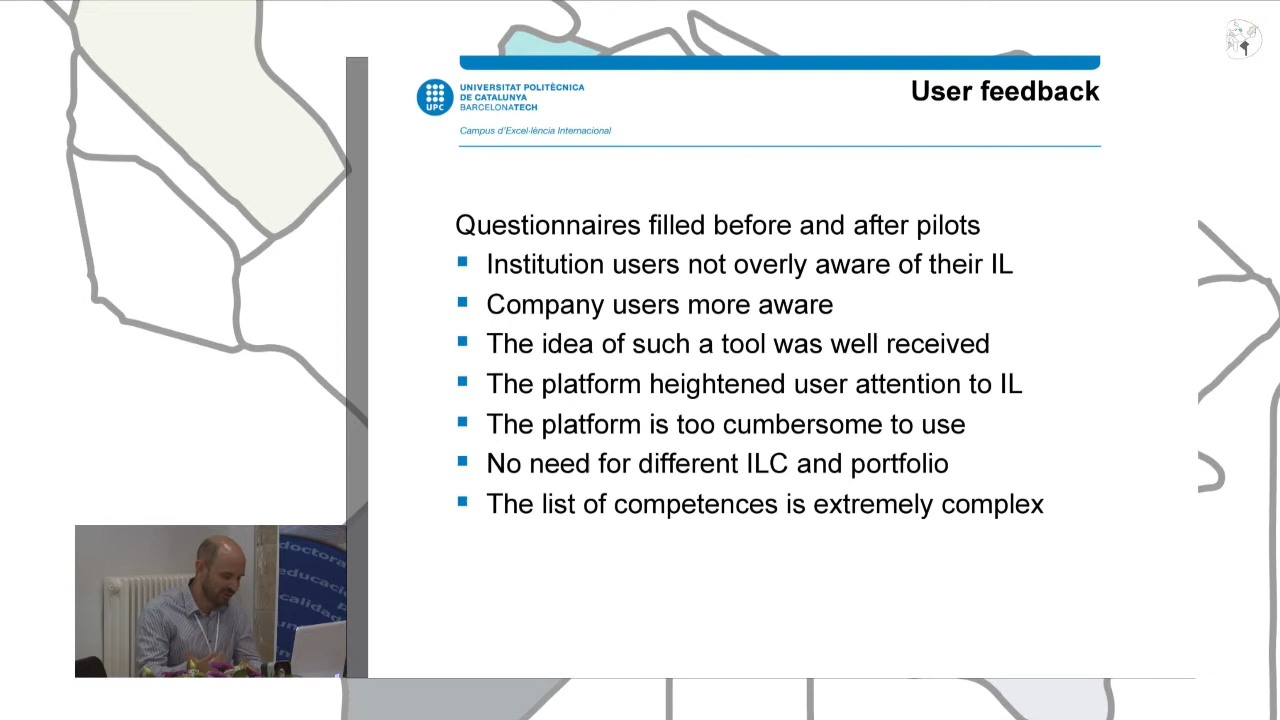 UNIVERSITAT POLITÈCNICA
DE CATALUNYA
BARCELONATECH
UPC
Campus d'Excel·lència Internacional
User feedback
Questionnaires filled before and after pilots
Institution users not overly aware of their IL
Company users more aware
The idea of such a tool was well received
The platform heightened user attention to IL
The platform is too cumbersome to use
No need for different ILC and portfolio
The list of competences is extremely complex
doctora
educació
calidad